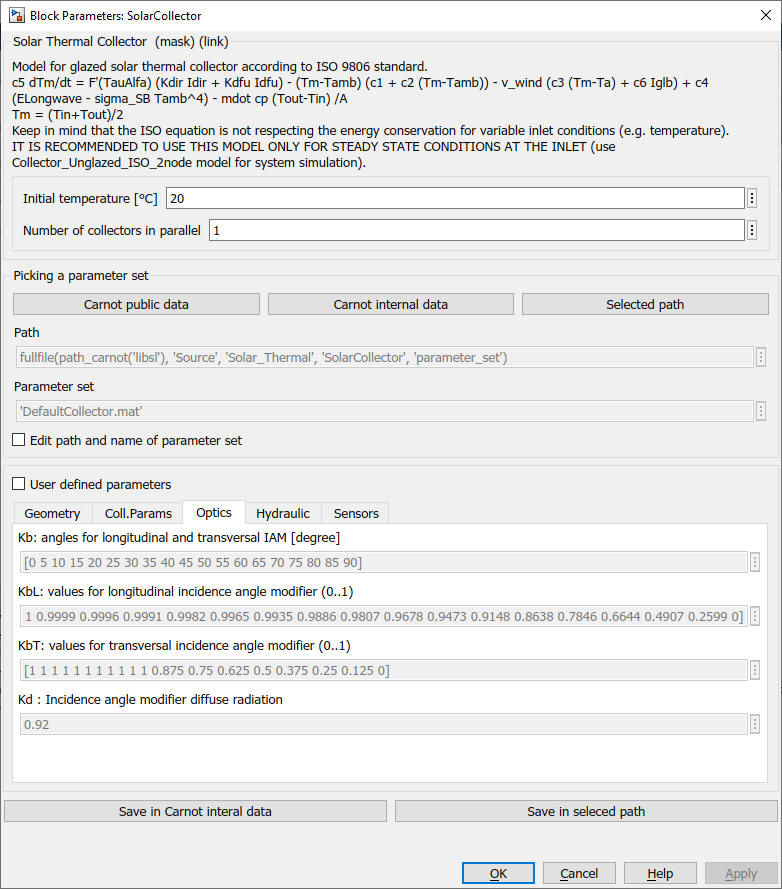 Block Parameters: SolarCollector
Solar Thermal Collector (mask) (link)
Model for glazed solar thermal collector according to ISO 9806 standard.
c5 dTm/dt = F'(TauAlfa) (Kdir Idir + Kdfu Idfu) - (Tm-Tamb) (c1 + c2 (Tm-Tamb)) - v_wind (c3 (Tm-Ta) + c6 Iglb) + c4
(ELongwave - sigma_SB Tamb^4) - mdot cp (Tout-Tin) /A
Tm = (Tin+Tout)/2
Keep in mind that the ISO equation is not respecting the energy conservation for variable inlet conditions (e.g. temperature).
IT IS RECOMMENDED TO USE THIS MODEL ONLY FOR STEADY STATE CONDITIONS AT THE INLET (use
Collector_Unglazed_ISO_2node model for system simulation).
Initial temperature [ºC] 20
Number of collectors in parallel 1
Picking a parameter set
Carnot public data Carnot internal data Selected path
Path
fullfile(path_carnot('libsl'), 'Source', 'Solar_Thermal', 'SolarCollector', 'parameter_set')
Parameter set
'DefaultCollector.mat'
Edit path and name of parameter set
User defined parameters
Geometry Coll.Params Optics Hydraulic Sensors
Kb: angles for longitudinal and transversal IAM [degree]
[0 5 10 15 20 25 30 35 40 45 50 55 60 65 70 75 80 85 90]
KbL: values for longitudinal incidence angle modifier (0..1)
1 0.9999 0.9996 0.9991 0.9982 0.9965 0.9935 0.9886 0.9807 0.9678 0.9473 0.9148 0.8638 0.7846 0.6644 0.4907 0.2599 0]
KbT: values for transversal incidence angle modifier (0..1)
[1 1 1 1 1 1 1 1 1 1 1 0.875 0.75 0.625 0.5 0.375 0.25 0.125 0]
Kd : Incidence angle modifier diffuse radiation
0.92
Save in Carnot interal data Save in seleced path
OK Cancel Help Apply